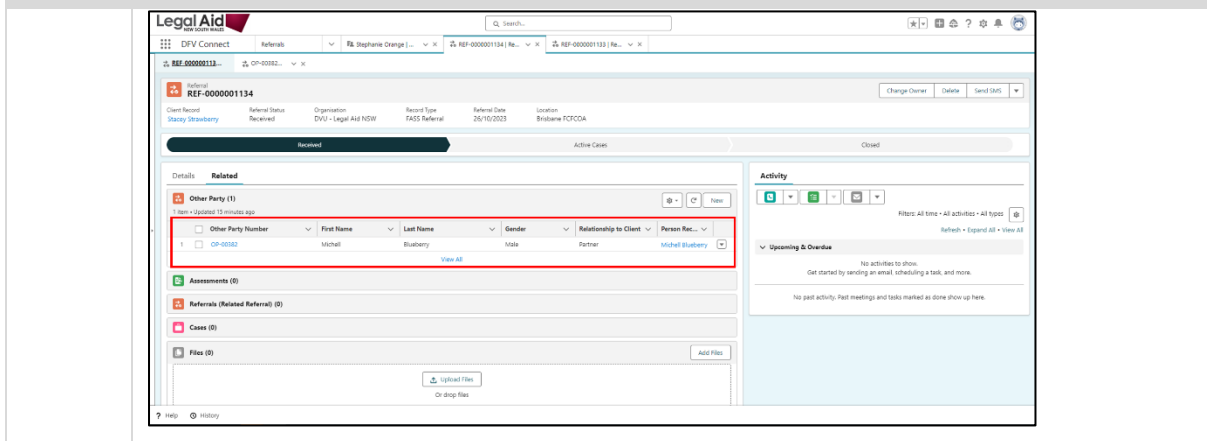 Legal Aid
NEW SOUTH WALES
Search...
DFV Connect Referrals Stephanie Orange | ... REF-0000001134 | Re... REF-0000001133 | Re...
REF-000000113... OP-00382...
Referral
REF-0000001134
Change Owner Delete Send SMS
Client Record Referral Status Organisation Record Type Referral Date Location
Stacey Strawberry Received DVU - Legal Aid NSW FASS Referral 26/10/2023 Brisbane FCFCOA
Received Active Cases Closed
Details Related
Other Party (1)
New
1 item • Updated 13 minutes ago
Other Party Number First Name Last Name Gender Relationship to Client Person Rec...
1 OP-00382 Michell Blueberry Male Partner Michell Blueberry
View All
Assessments (0)
Referrals (Related Referral) (0)
Cases (0)
Files (0)
Add Files
Upload Files
Or drop files
Activity
Filters: All time • All activities • All types
Refresh • Expand All • View All
Upcoming & Overdue
No activities to show.
Get started by sending an email, scheduling a task, and more.
No past activity. Past meetings and tasks marked as done show up here.
? Help History